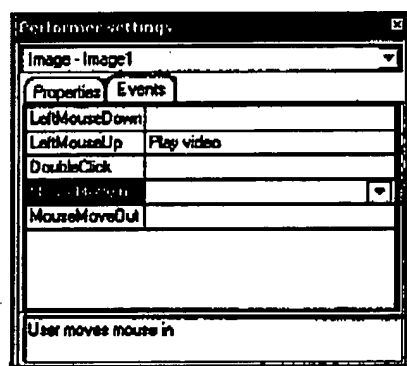 Performer settings
Image - Image1
Properties Events
LeftMouseDown
LeftMouseUp Play video
DoubleClick
MouseMoveOut
User moves mouse in